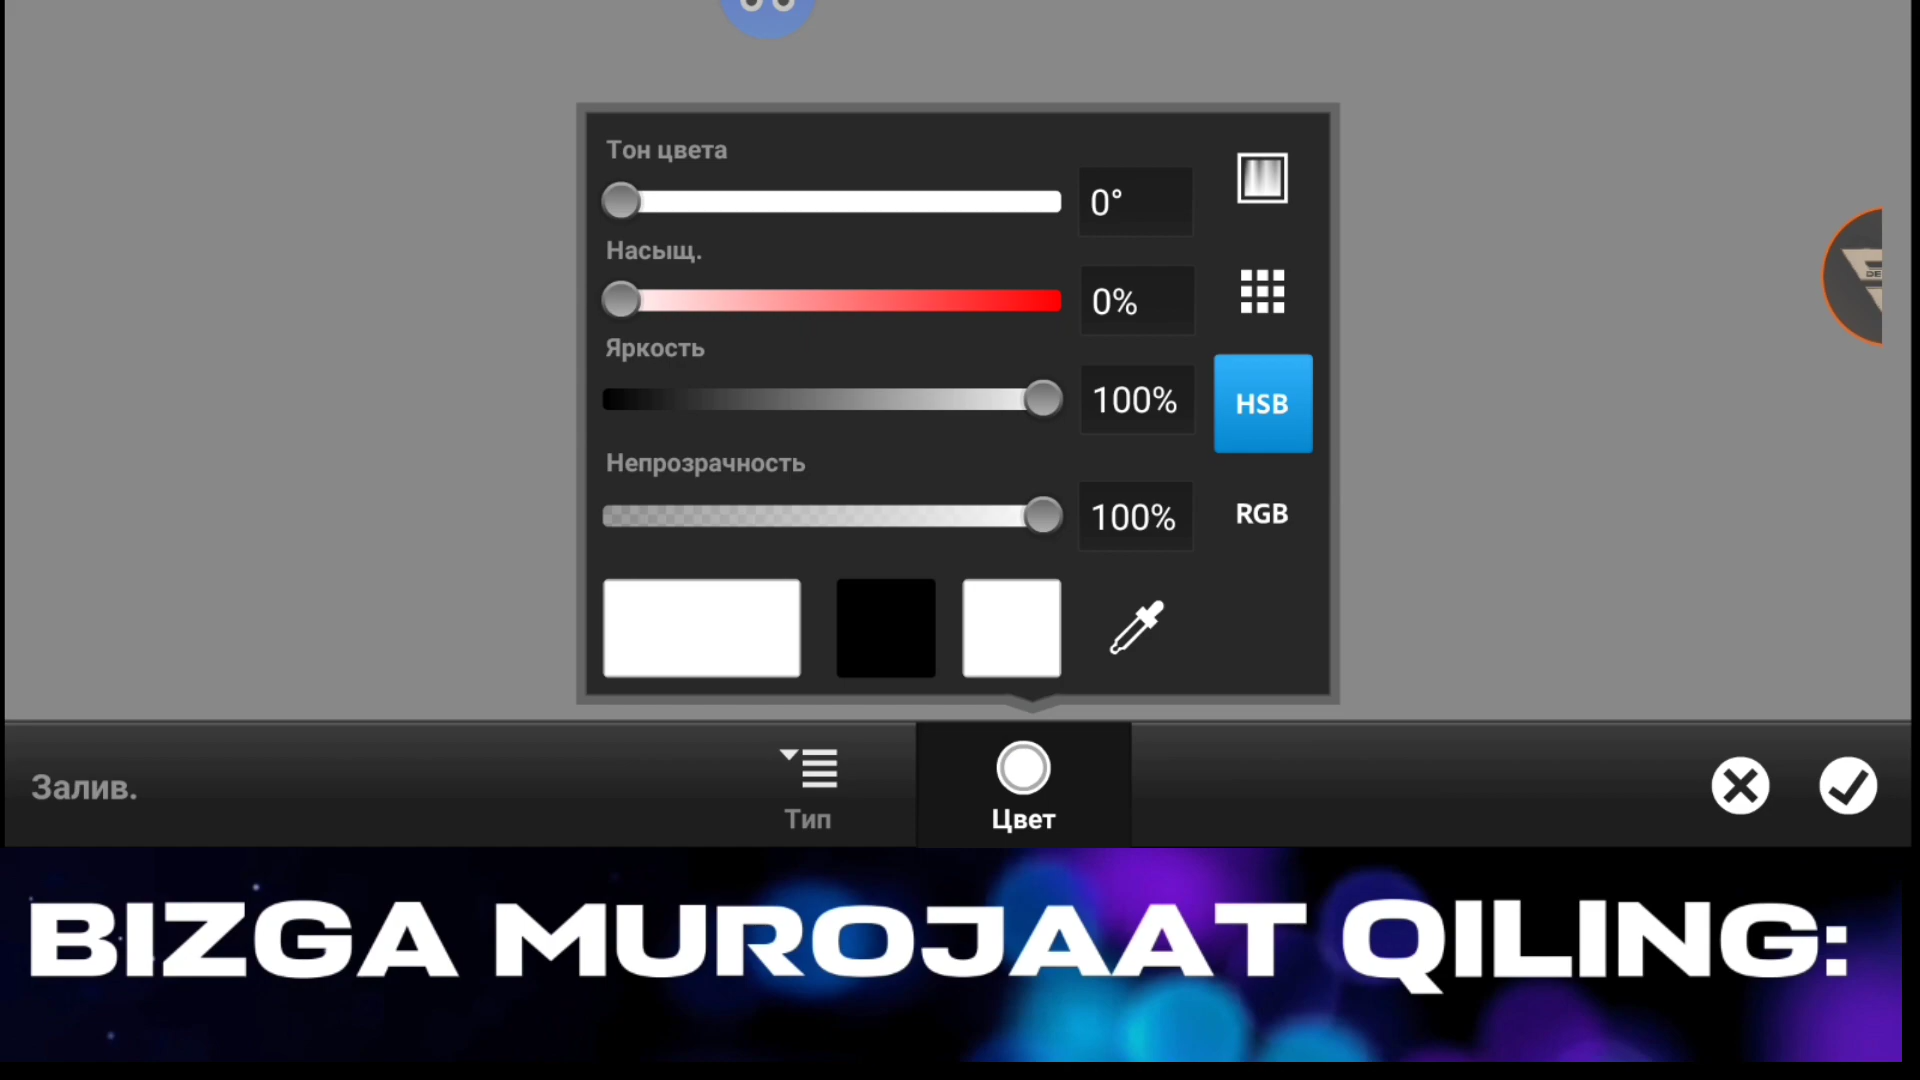 Тон цвета
0°
Насыщ.
0%
Яркость
100%
HSB
Непрозрачность
100%
RGB
Залив.
Тип
Цвет
BIZGA MUROJAAT QILING: